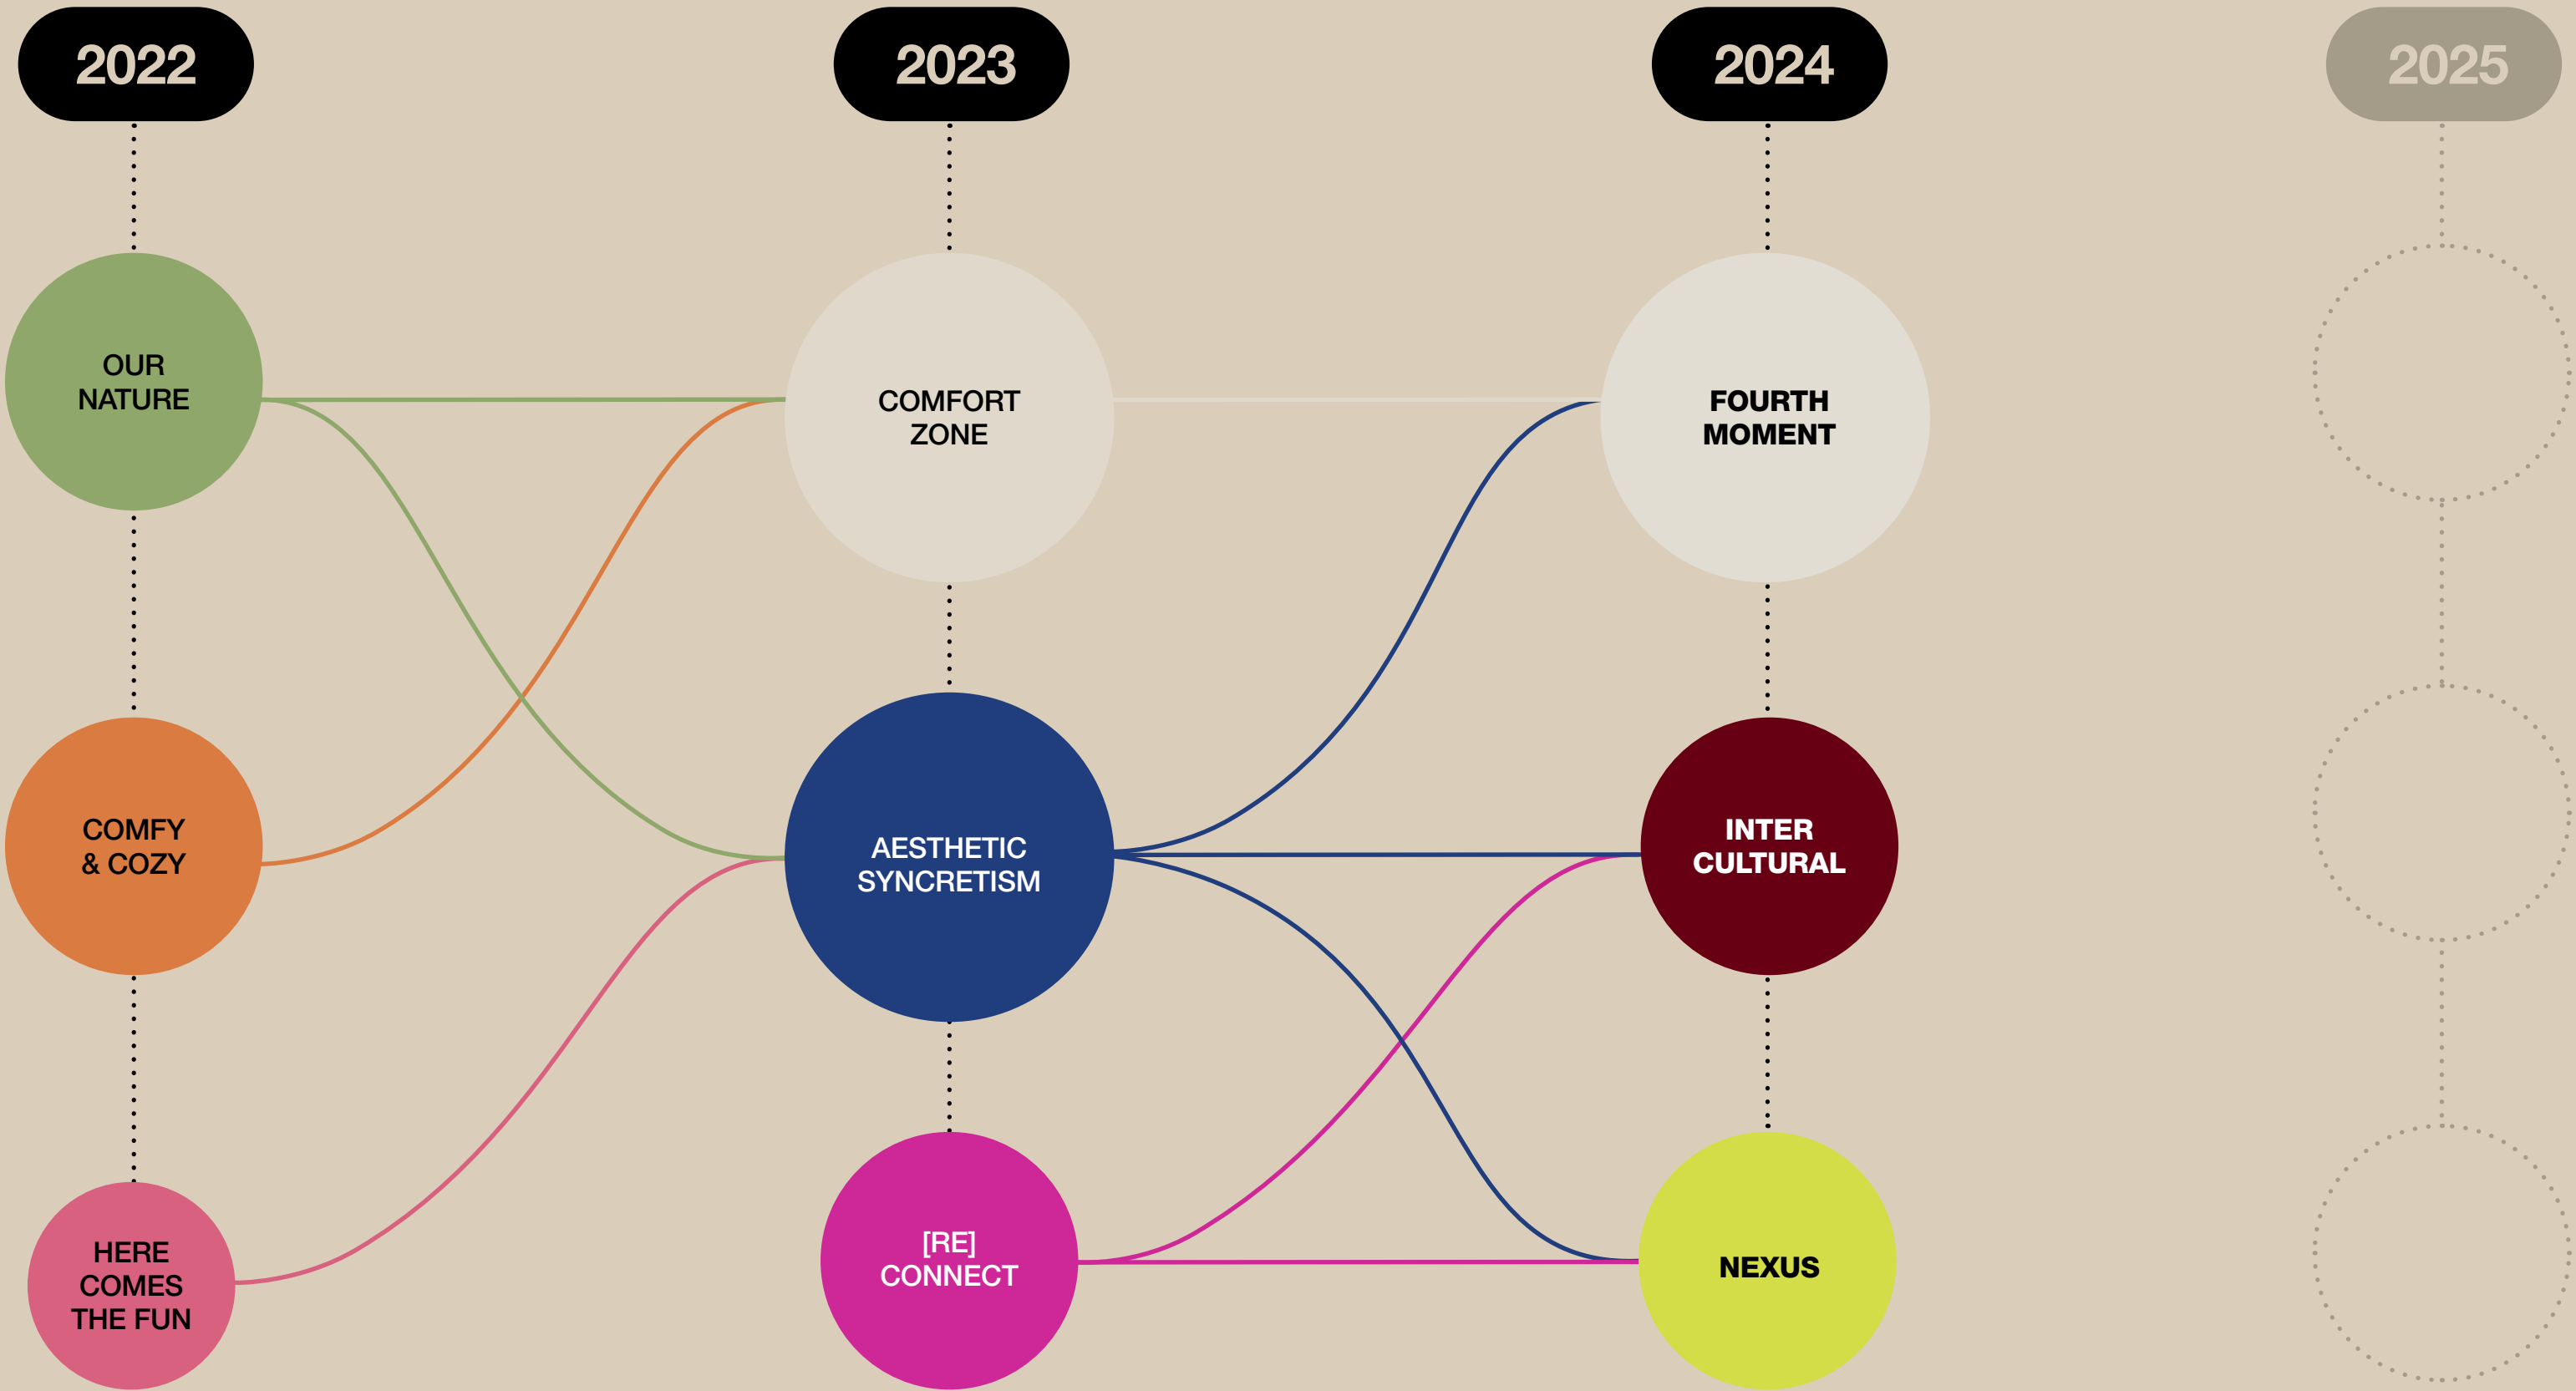 2022
2023
2024
2025
OUR
NATURE
COMFORT
ZONE
FOURTH
MOMENT
COMFY
& COZY
AESTHETIC
SYNCRETISM
INTER
CULTURAL
HERE
COMES
THE FUN
[RE]
CONNECT
NEXUS